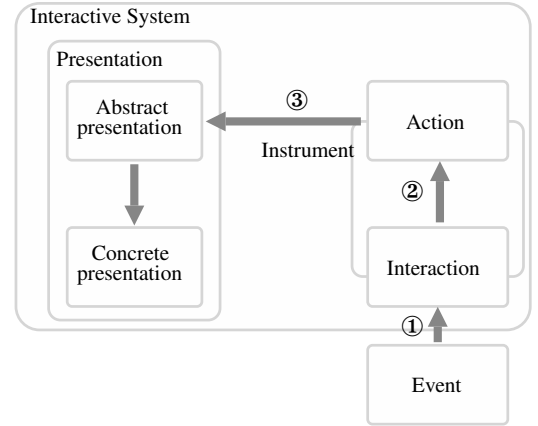 Interactive System
Presentation
Abstract
presentation
③
Action
Instrument
②
Concrete
presentation
Interaction
①
Event